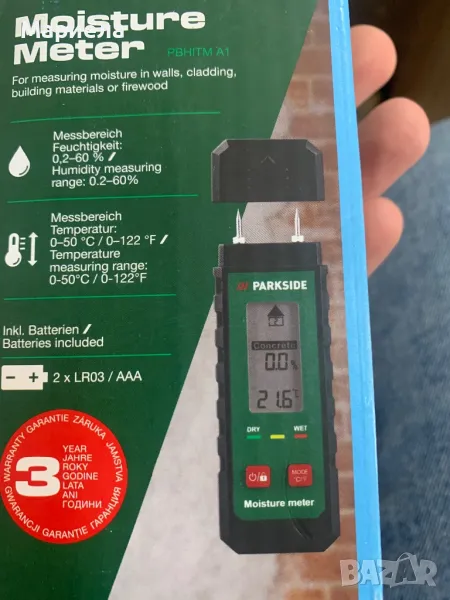 Moisture
Мариела
Meter
PBHITM A1
For measuring moisture in walls, cladding,
building materials or firewood
Messbereich
Feuchtigkeit:
0,2–60 % /
Humidity measuring
range: 0.2–60%
Messbereich
Temperatur:
0–50 °C / 0–122 °F /
Temperature
measuring range:
0-50°C / 0-122°F
Inkl. Batterien /
Batteries included
2 x LR03 / AAA
WARRANTY GARANTIE ZÁRUKA JAMSTVA
3
YEAR
JAHRE
ROKY
GODINE
LATA
ANI
ГОДИНИ
GWARANCJI GARANȚIE ГАРАНЦИЯ
PARKSIDE
Concrete
0.0 %
21.6 °C
DRY
WET
MODE
°C/°F
Moisture meter
BAZAR
bg